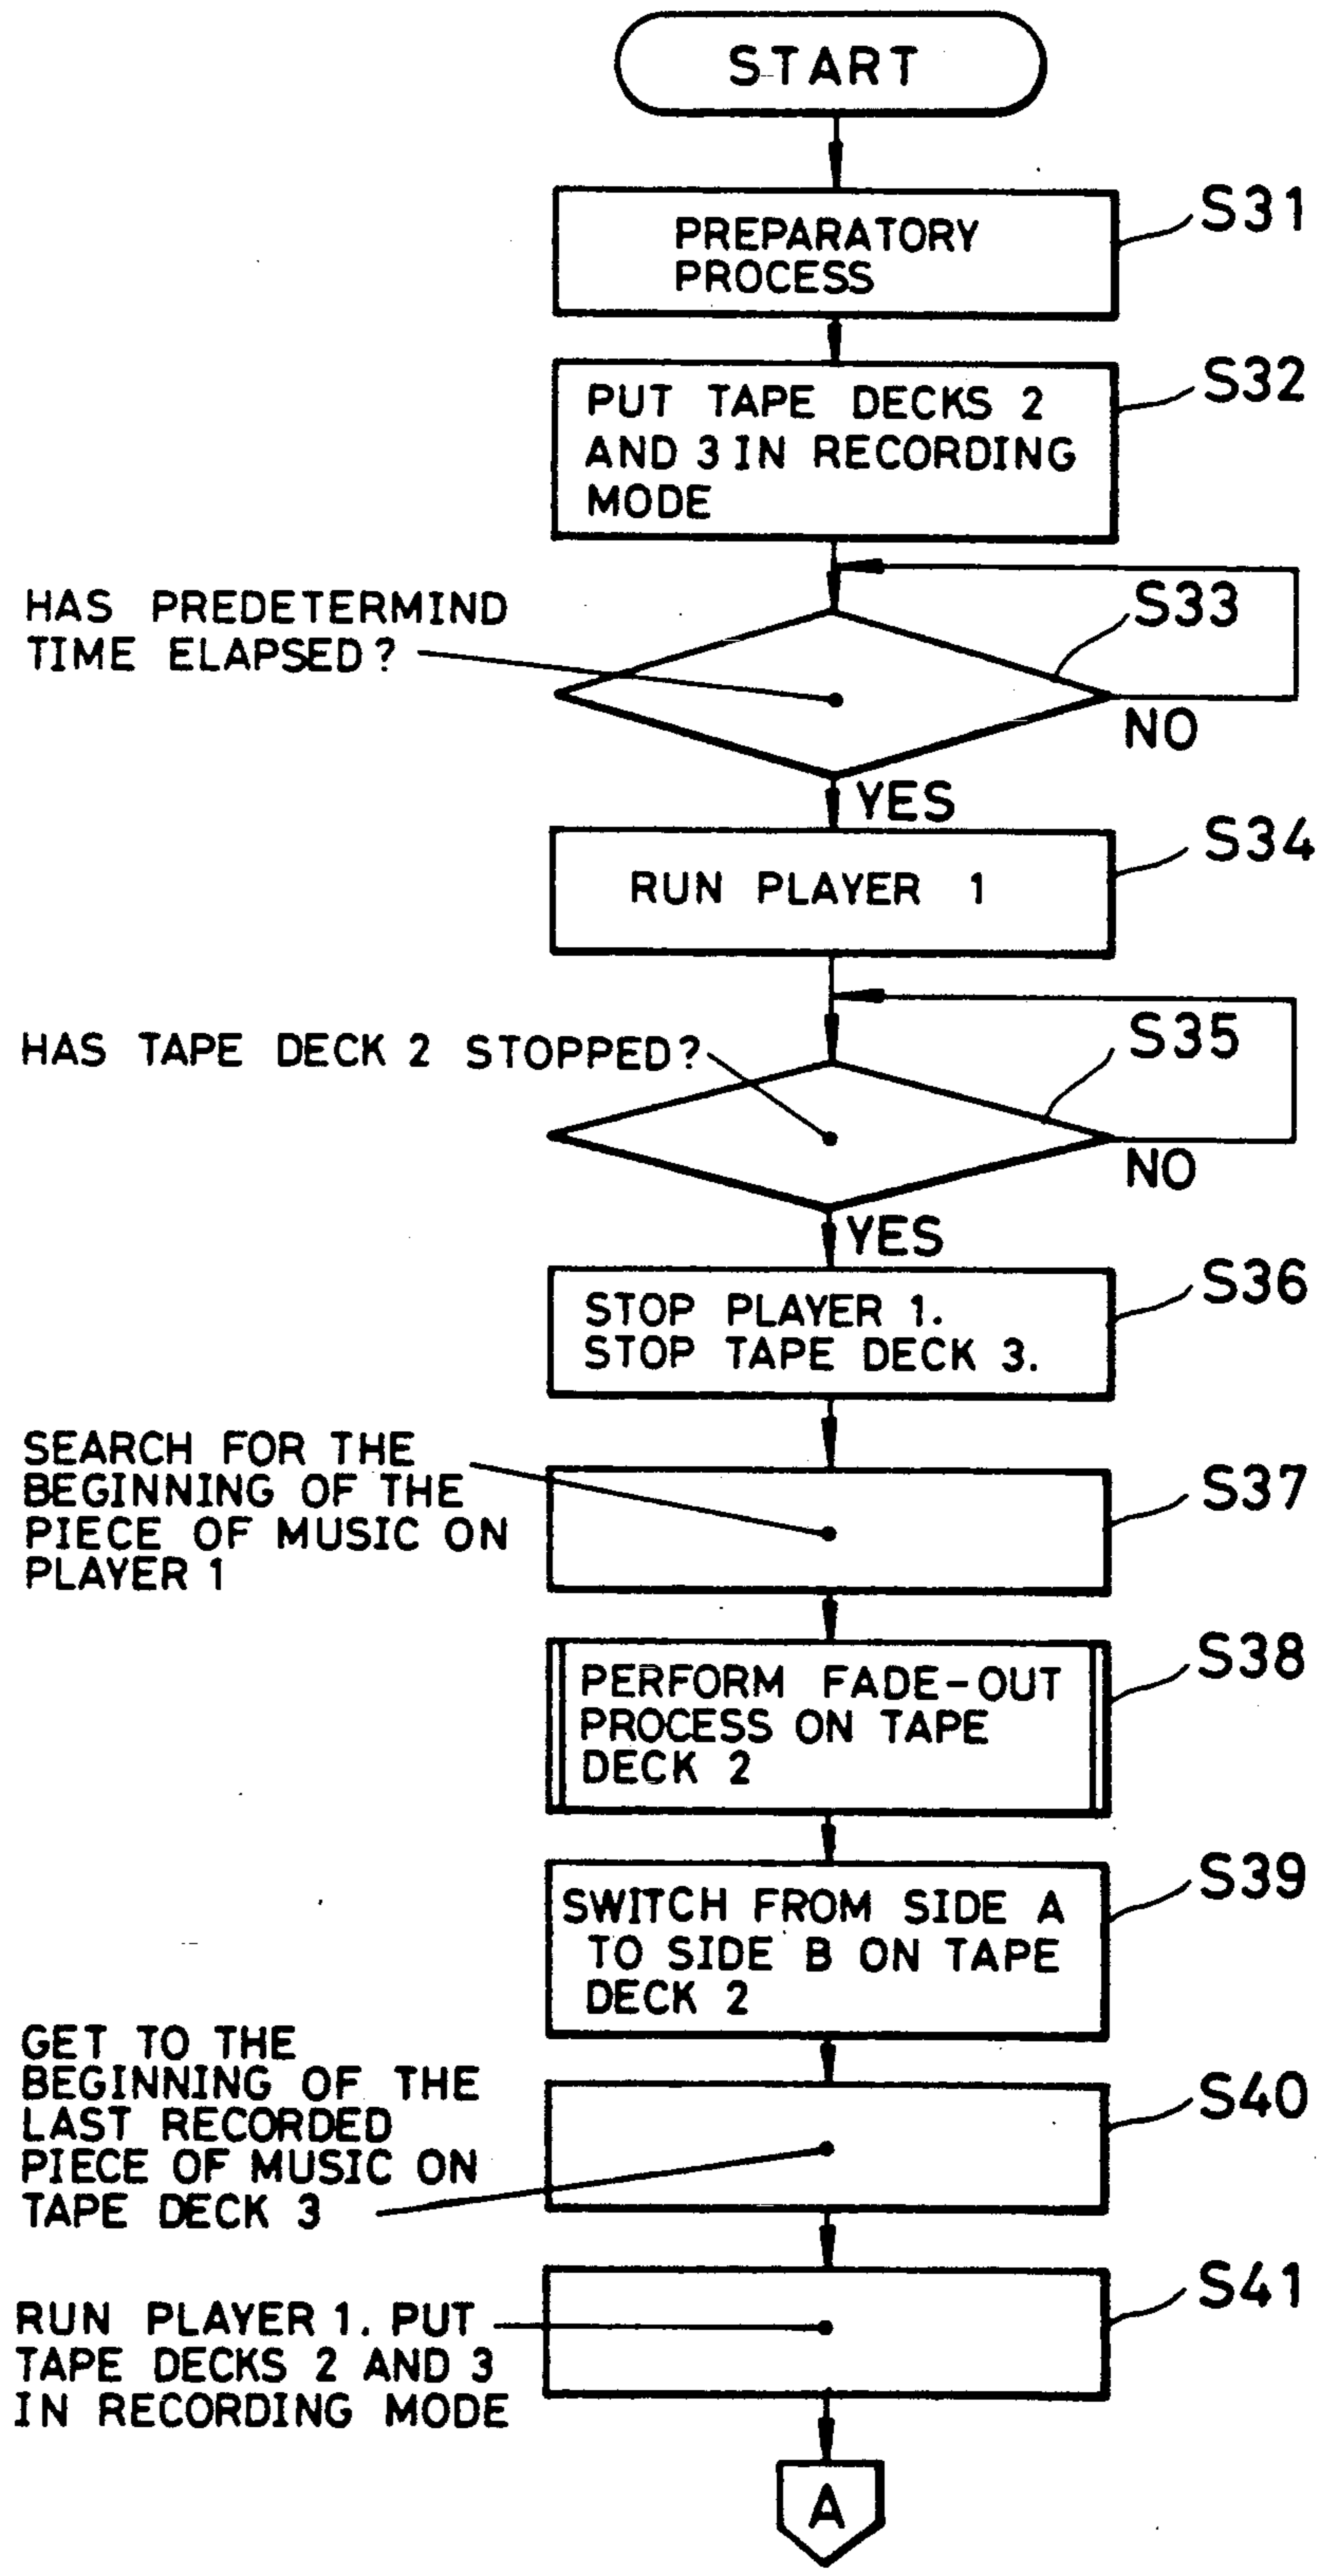 START
PREPARATORY
PROCESS
S31
PUT TAPE DECKS 2
AND 3 IN RECORDING
MODE
S32
HAS PREDETERMIND
TIME ELAPSED?
S33
NO
YES
RUN PLAYER 1
S34
HAS TAPE DECK 2 STOPPED?
S35
NO
YES
STOP PLAYER 1.
STOP TAPE DECK 3.
S36
SEARCH FOR THE
BEGINNING OF THE
PIECE OF MUSIC ON
PLAYER 1
S37
PERFORM FADE-OUT
PROCESS ON TAPE
DECK 2
S38
SWITCH FROM SIDE A
TO SIDE B ON TAPE
DECK 2
S39
GET TO THE
BEGINNING OF THE
LAST RECORDED
PIECE OF MUSIC ON
TAPE DECK 3
S40
RUN PLAYER 1. PUT
TAPE DECKS 2 AND 3
IN RECORDING MODE
S41
A